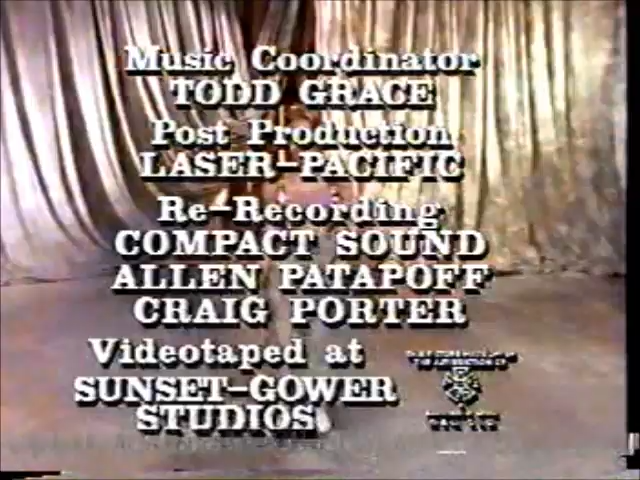 Music Coordinator
TODD GRACE
Post Production
LASER-PACIFIC
Re-Recording
COMPACT SOUND
ALLEN PATAPOFF
CRAIG PORTER
Videotaped at
SUNSET-GOWER
STUDIOS